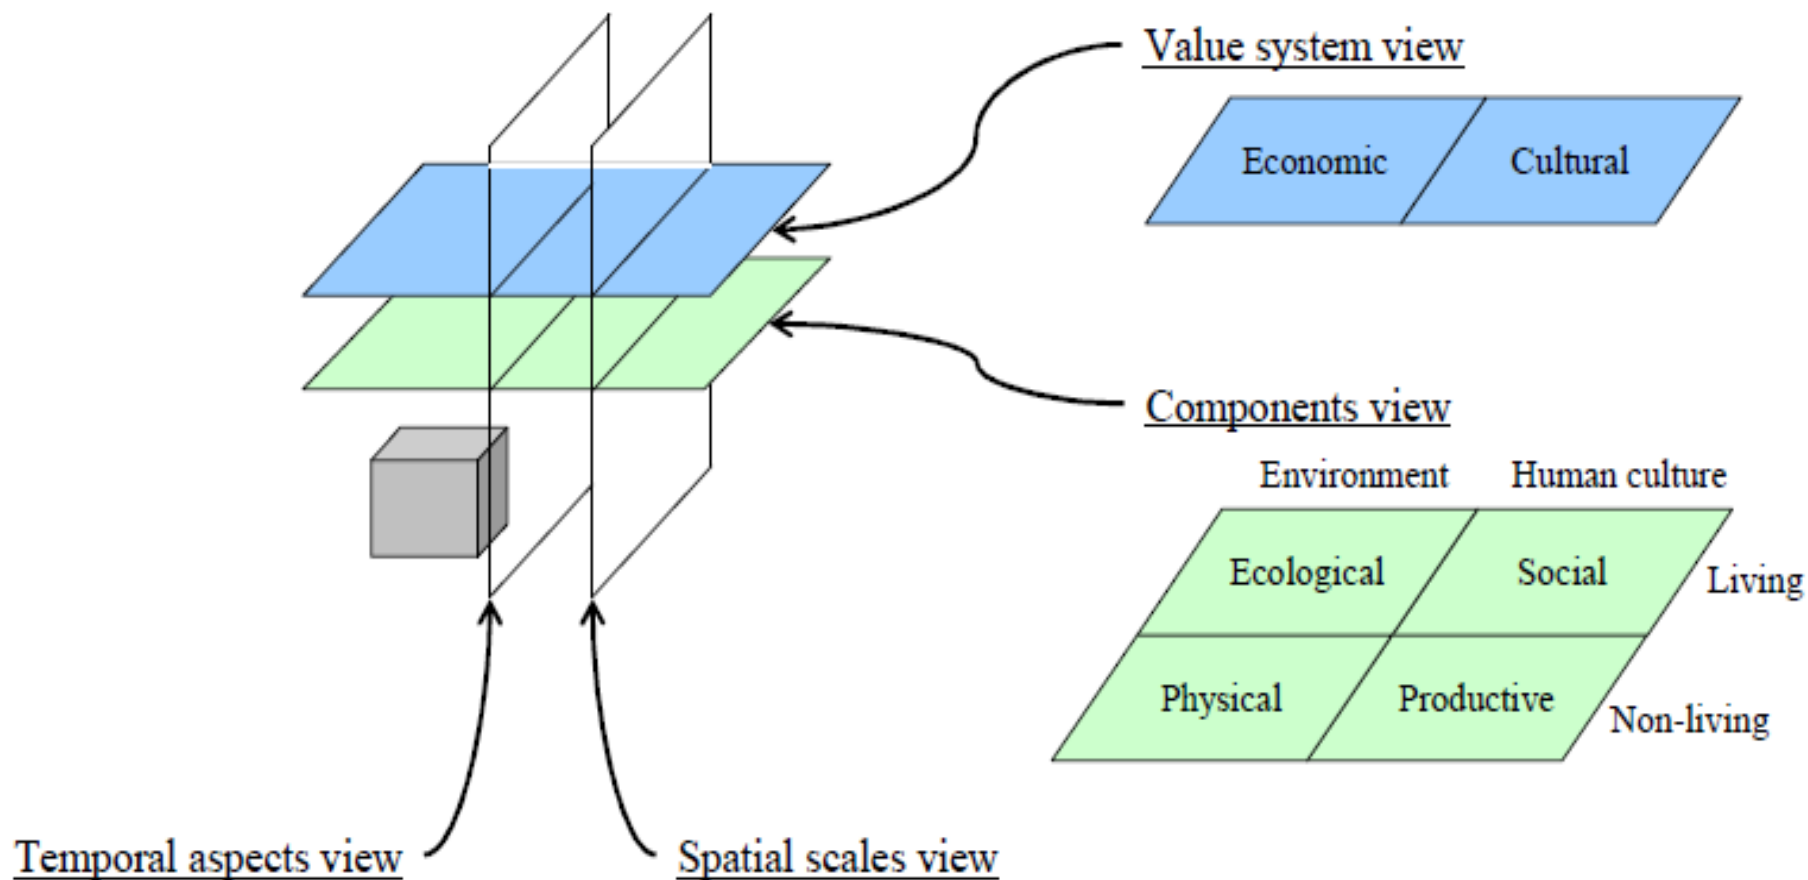 Value system view
Economic Cultural
Components view
Environment Human culture
Ecological Social Living
Physical Productive Non-living
Temporal aspects view Spatial scales view